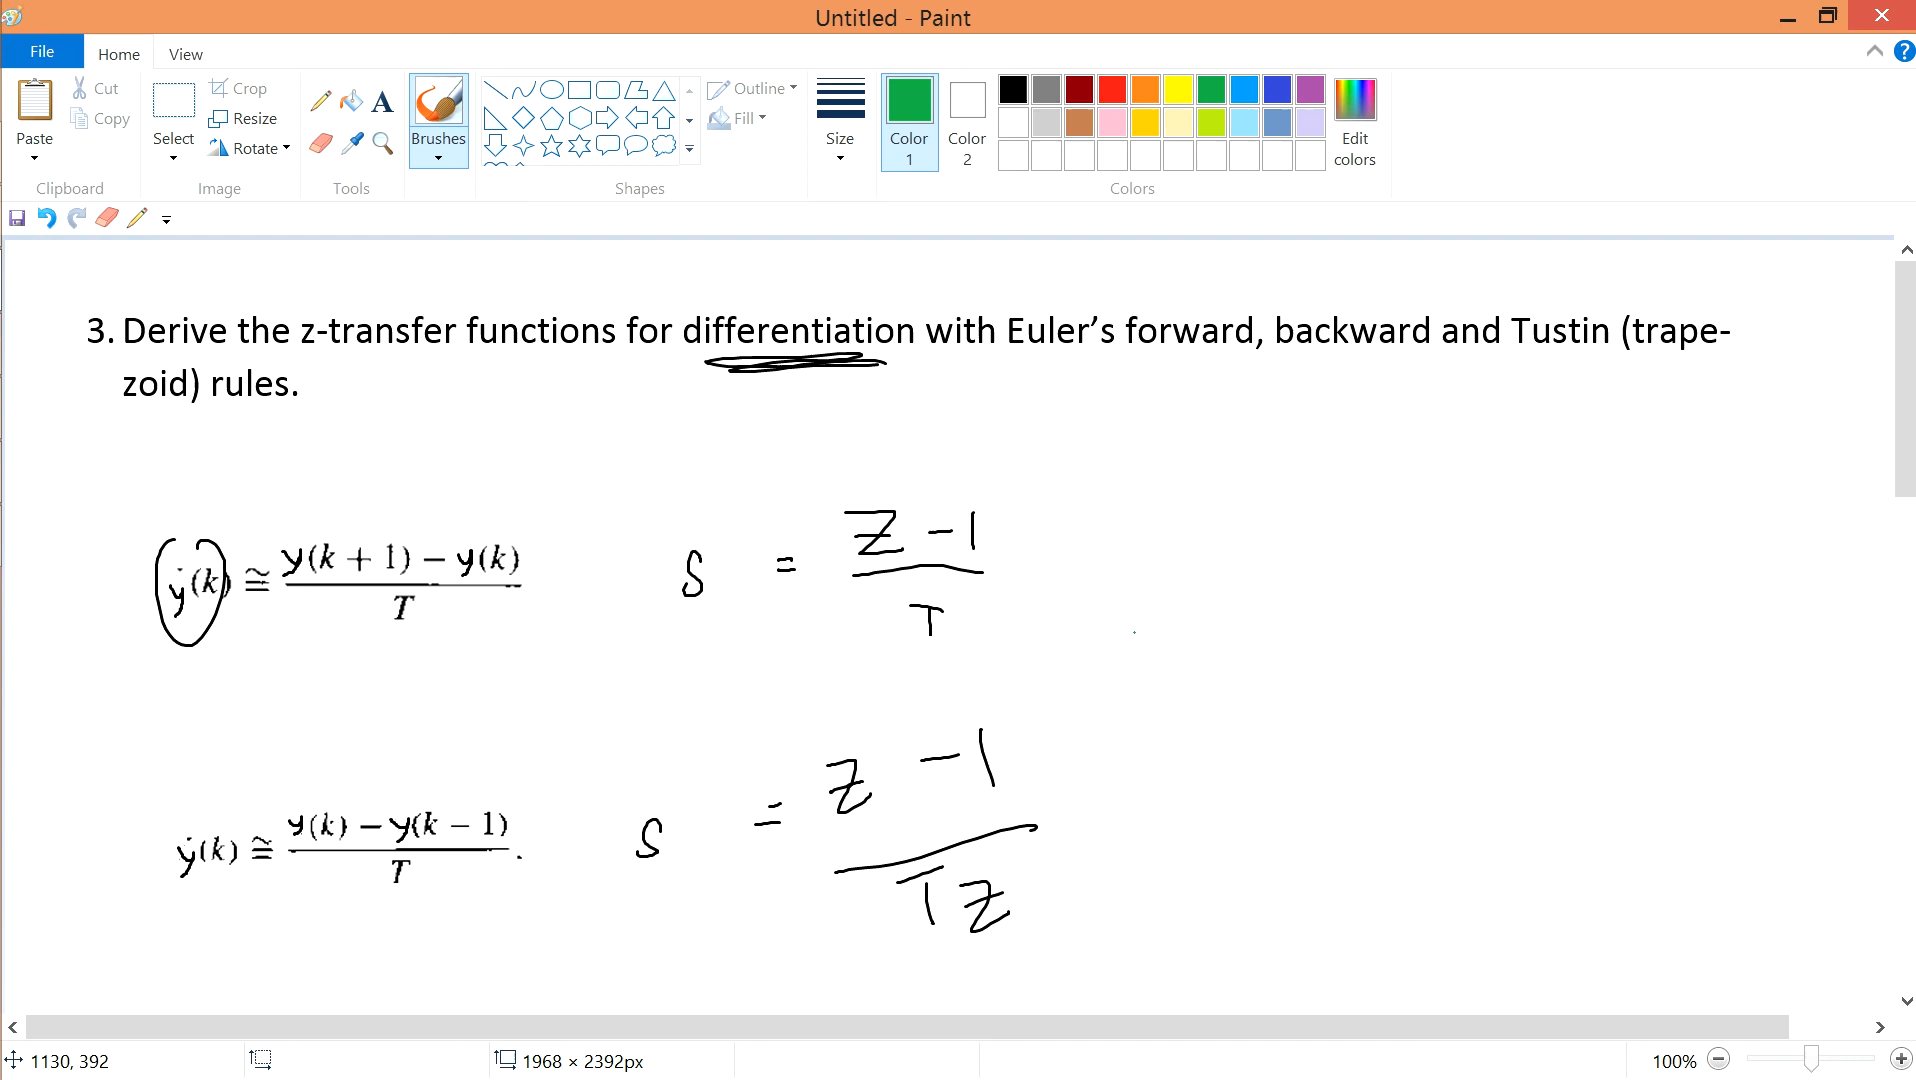 Untitled - Paint
File Home View
Paste
Cut
Copy
Clipboard
Select
Crop
Resize
Rotate
Image
A
Tools
Brushes
Shapes
Outline
Fill
Size
Color 1
Color 2
Edit colors
Colors
3. Derive the z-transfer functions for differentiation with Euler’s forward, backward and Tustin (trape-
zoid) rules.
ẏ(k) ≅ y(k + 1) − y(k) / T
S = Z − 1 / T
ẏ(k) ≅ y(k) − y(k − 1) / T .
S = Z − 1 / T Z
1130, 392
1968 × 2392px
100%